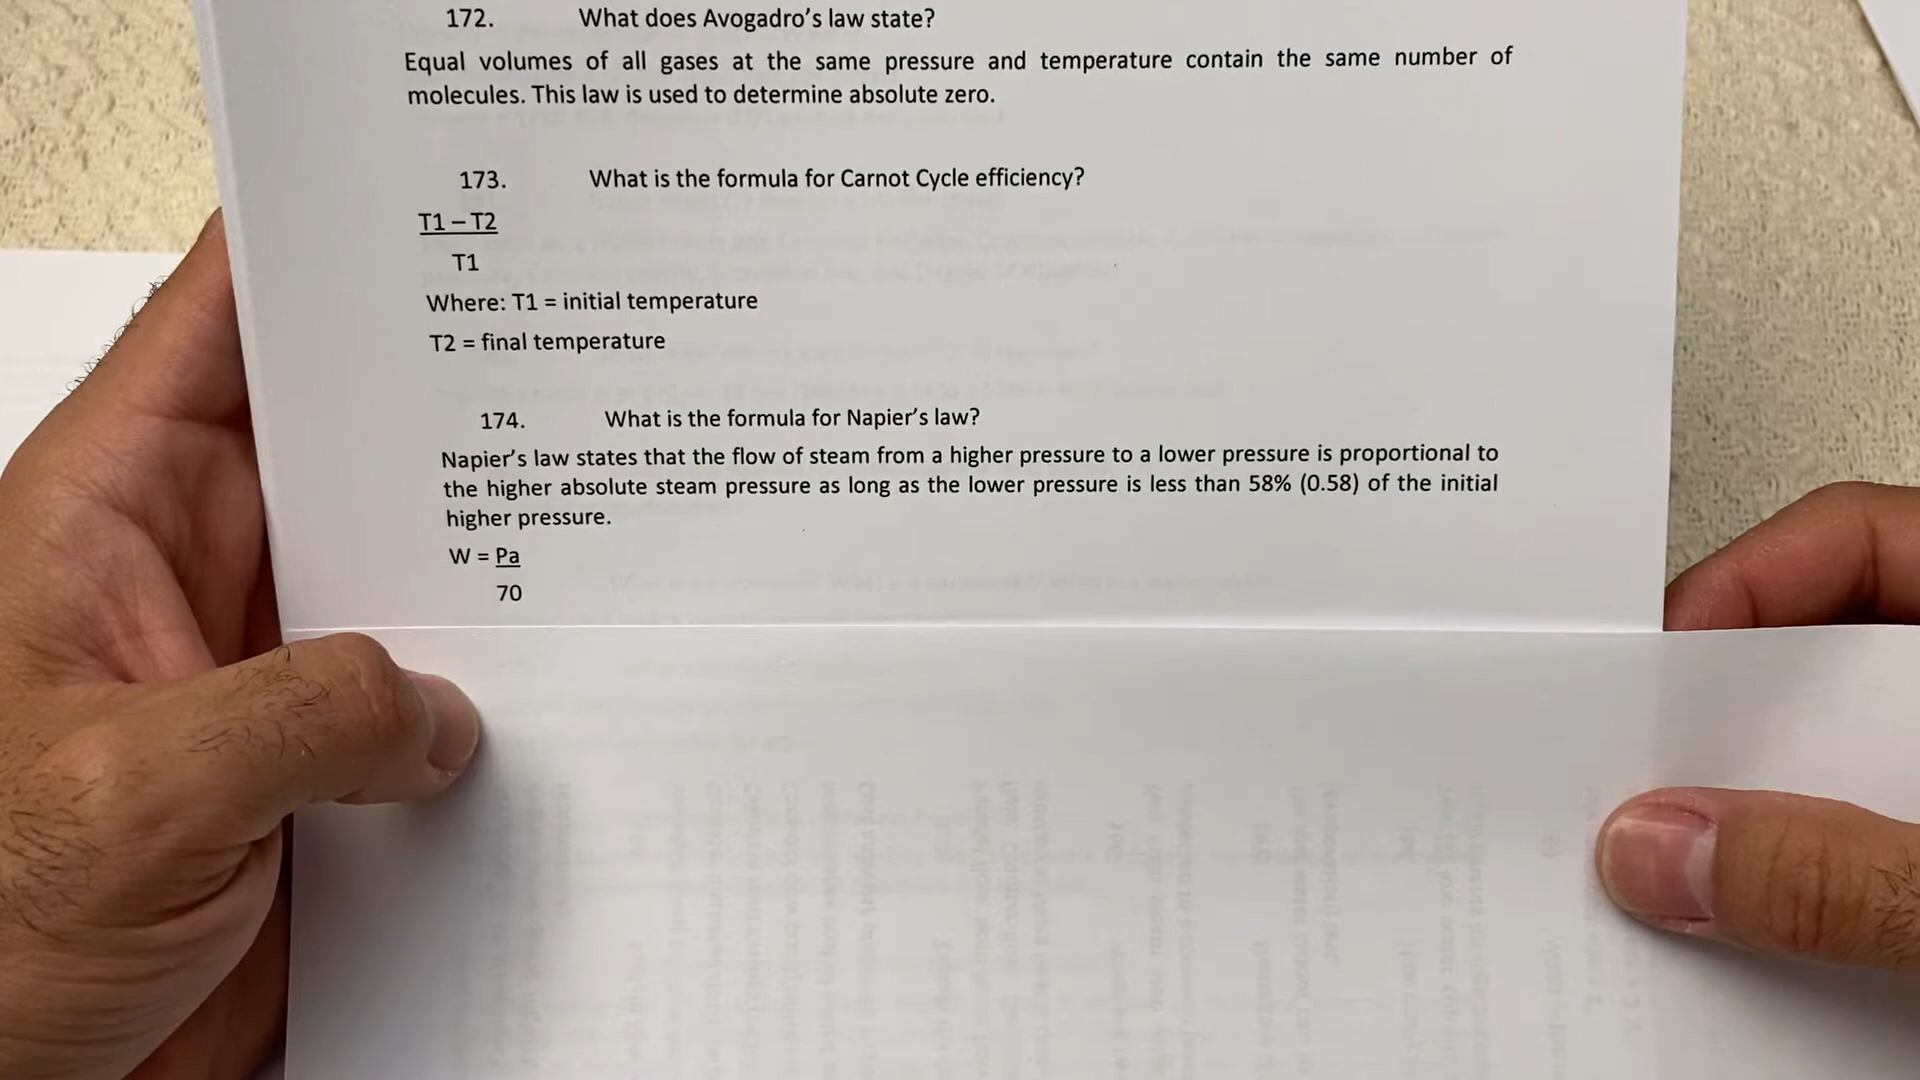 172. What does Avogadro’s law state?
Equal volumes of all gases at the same pressure and temperature contain the same number of
molecules. This law is used to determine absolute zero.
173. What is the formula for Carnot Cycle efficiency?
T1 – T2
T1
Where: T1 = initial temperature
T2 = final temperature
174. What is the formula for Napier’s law?
Napier’s law states that the flow of steam from a higher pressure to a lower pressure is proportional to
the higher absolute steam pressure as long as the lower pressure is less than 58% (0.58) of the initial
higher pressure.
W = Pa
70